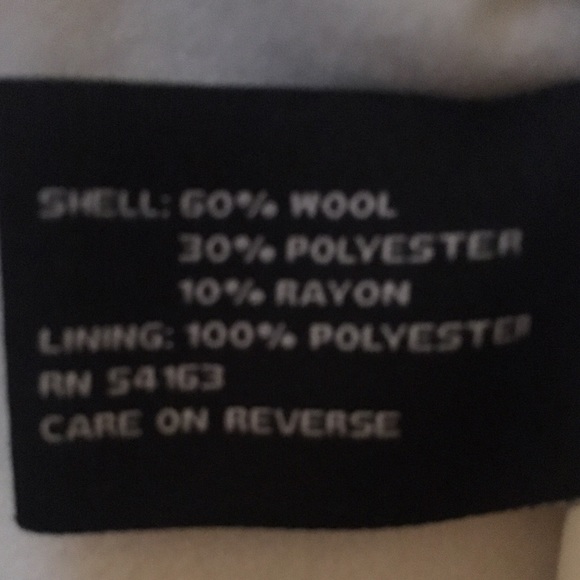 SHELL: 60% WOOL
30% POLYESTER
10% RAYON
LINING: 100% POLYESTER
RN 54163
CARE ON REVERSE